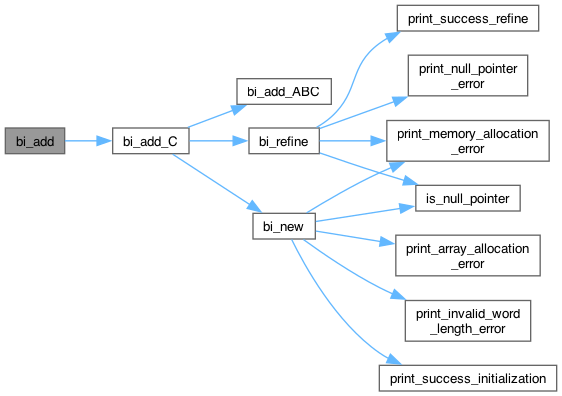 bi_add
bi_add_C
bi_add_ABC
bi_refine
bi_new
print_success_refine
print_null_pointer
_error
print_memory_allocation
_error
is_null_pointer
print_array_allocation
_error
print_invalid_word
_length_error
print_success_initialization